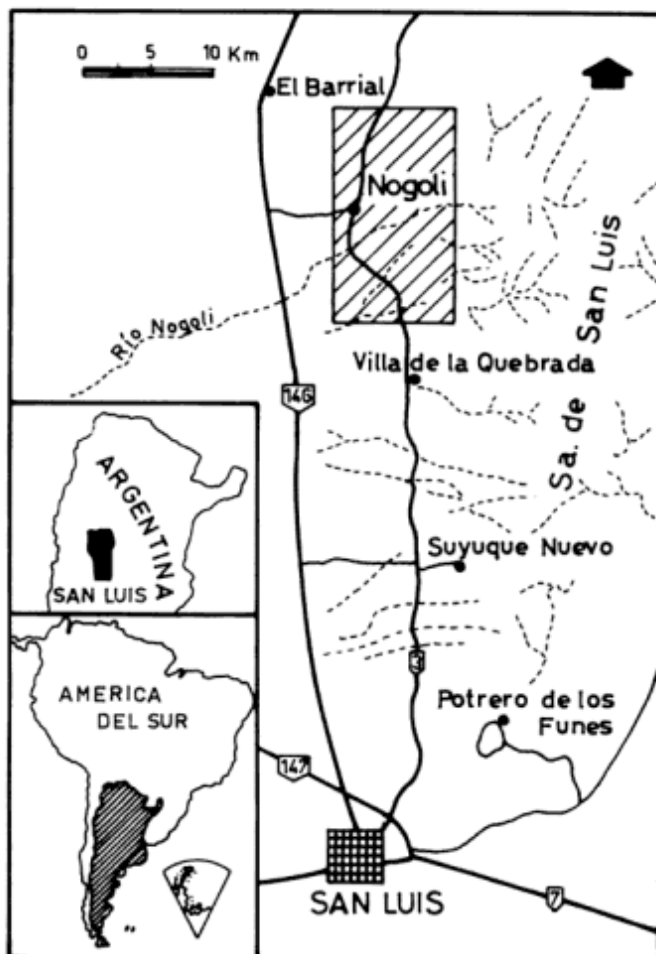 0 5 10 Km
El Barrial
Nogoli
Río Nogoli
Sa. de San Luis
Villa de la Quebrada
146
ARGENTINA
SAN LUIS
Suyuque Nuevo
3
AMERICA
DEL SUR
Potrero de los
Funes
147
SAN LUIS
7